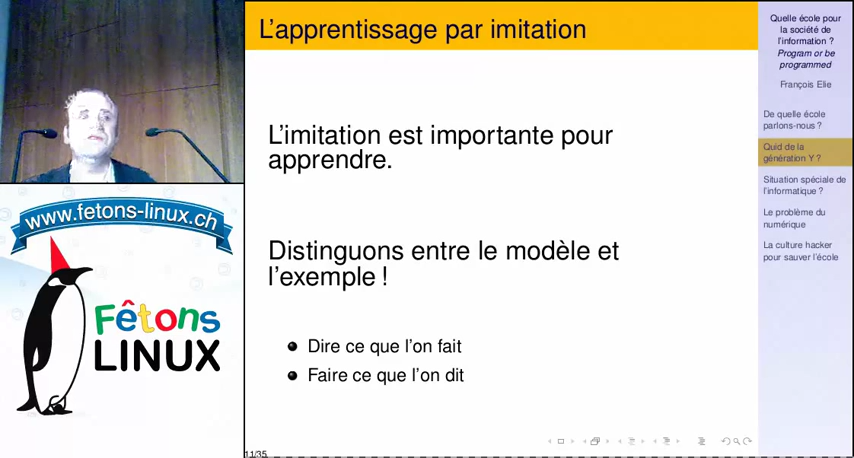 L'apprentissage par imitation
L'imitation est importante pour
apprendre.
Distinguons entre le modèle et
l'exemple !
Dire ce que l'on fait
Faire ce que l'on dit
11/35
Quelle école pour
la société de
l'information ?
Program or be
programmed
François Elie
De quelle école
parlons-nous ?
Quid de la
génération Y ?
Situation spéciale de
l'informatique ?
Le problème du
numérique
La culture hacker
pour sauver l'école
www.fetons-linux.ch
Fêtons
LINUX